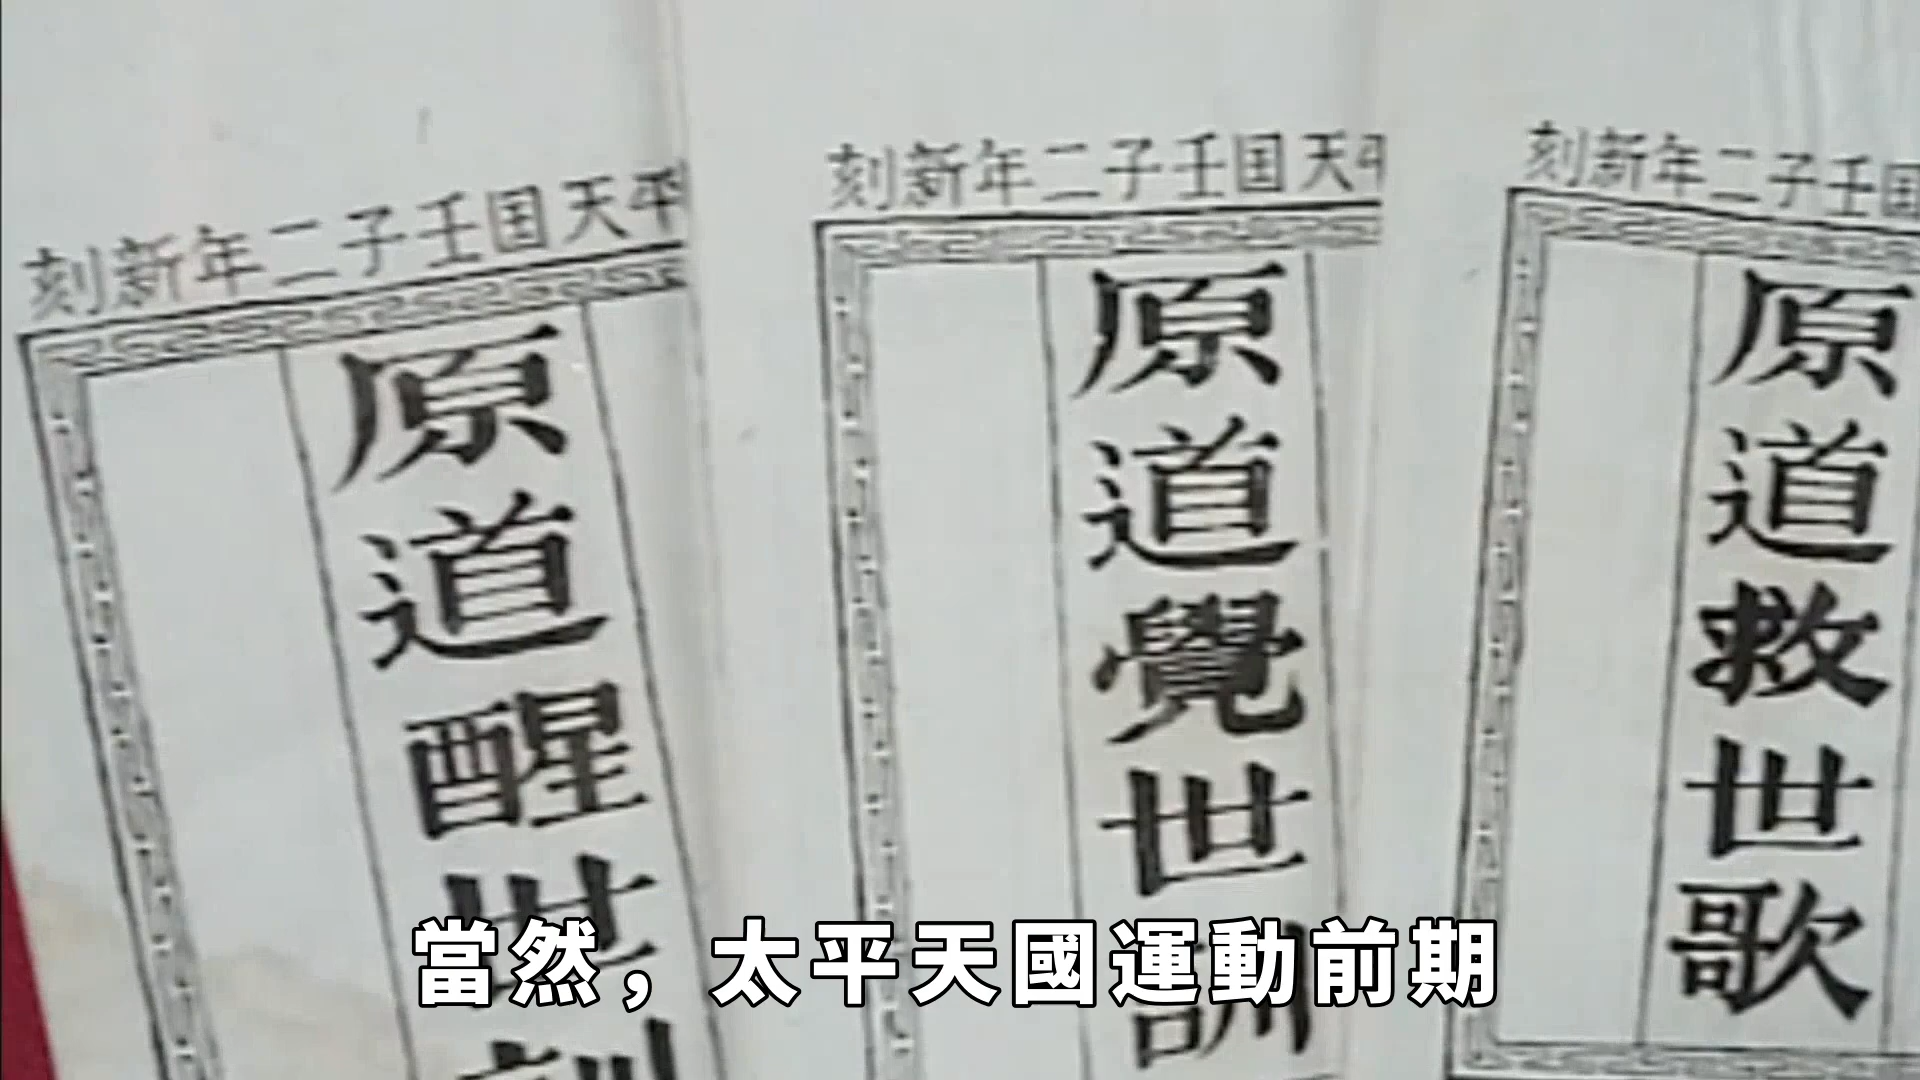 刻新年二子壬国天平
原道醒世訓
刻新年二子壬国天平
原道覺世訓
刻新年二子壬国
原道救世歌
當然，太平天國運動前期